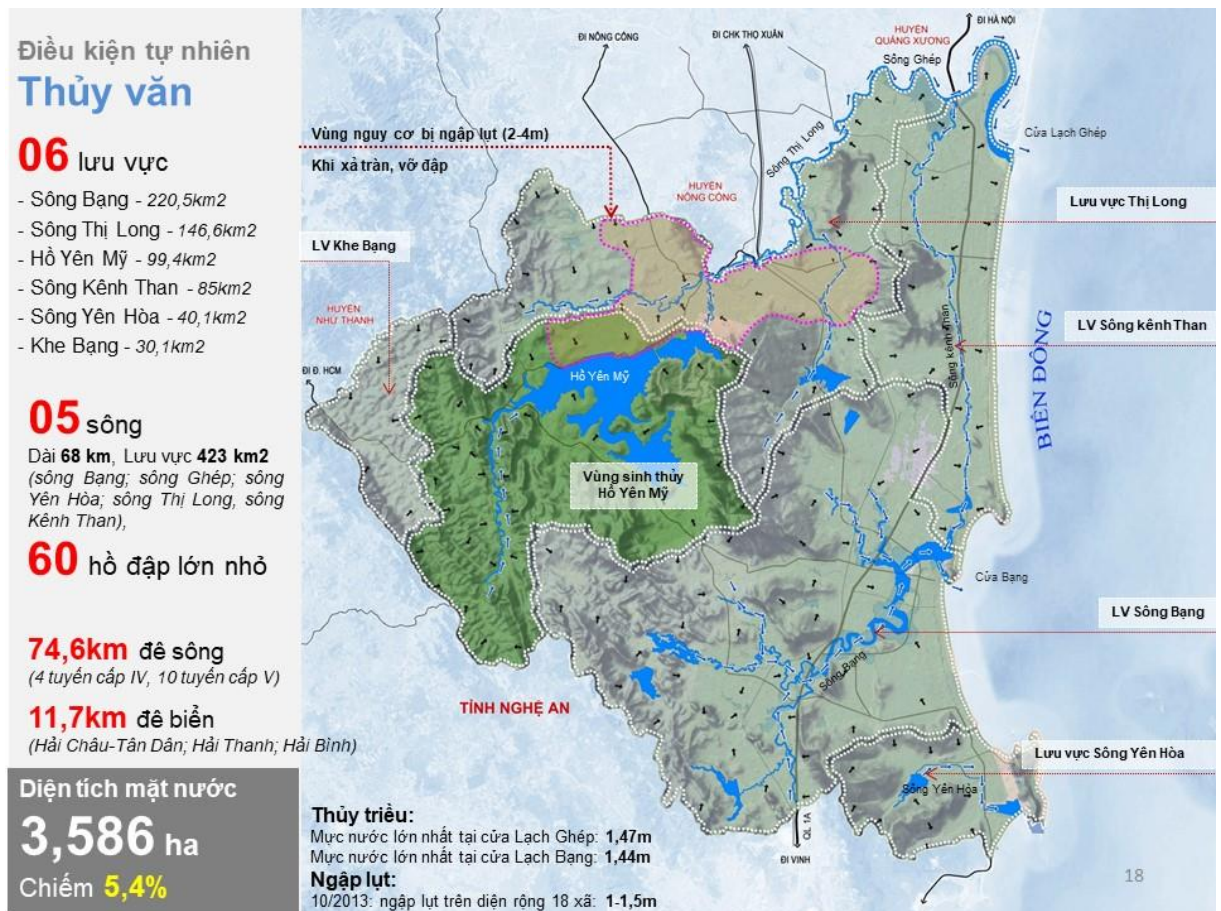 Điều kiện tự nhiên
Thủy văn
06 lưu vực
- Sông Bạng - 220,5km2
- Sông Thị Long - 146,6km2
- Hồ Yên Mỹ - 99,4km2
- Sông Kênh Than - 85km2
- Sông Yên Hòa - 40,1km2
- Khe Bạng - 30,1km2
05 sông
Dài 68 km, Lưu vực 423 km2
(sông Bạng; sông Ghép; sông
Yên Hòa; sông Thị Long, sông
Kênh Than),
60 hồ đập lớn nhỏ
74,6km đê sông
(4 tuyến cấp IV, 10 tuyến cấp V)
11,7km đê biển
(Hải Châu-Tân Dân; Hải Thanh; Hải Bình)
Diện tích mặt nước
3,586 ha
Chiếm 5,4%
ĐI NÔNG CỐNG
ĐI CHK THỌ XUÂN
HUYỆN
QUẢNG XƯƠNG
ĐI HÀ NỘI
Sông Ghép
Vùng nguy cơ bị ngập lụt (2-4m)
Khi xả tràn, vỡ đập
Cửa Lạch Ghép
Sông Thị Long
HUYỆN
NÔNG CỐNG
Lưu vực Thị Long
LV Khe Bạng
HUYỆN
NHƯ THANH
LV Sông kênh Than
Sông kênh Than
BIỂN ĐÔNG
ĐI Đ. HCM
Hồ Yên Mỹ
Vùng sinh thủy
Hồ Yên Mỹ
Cửa Bạng
LV Sông Bạng
Sông Bạng
TỈNH NGHỆ AN
Lưu vực Sông Yên Hòa
Sông Yên Hòa
QL 1A
ĐI VINH
Thủy triều:
Mực nước lớn nhất tại cửa Lạch Ghép: 1,47m
Mực nước lớn nhất tại cửa Lạch Bạng: 1,44m
Ngập lụt:
10/2013: ngập lụt trên diện rộng 18 xã: 1-1,5m
18